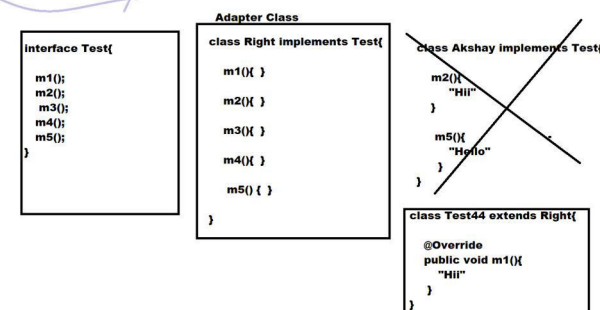 interface Test{
m1();
m2();
m3();
m4();
m5();
}
Adapter Class
class Right implements Test{
m1(){ }
m2(){ }
m3(){ }
m4(){ }
m5() { }
}
class Akshay implements Test{
m2(){
"Hii"
}
m5(){
"Hello"
}
}
class Test44 extends Right{
@Override
public void m1(){
"Hii"
}
}